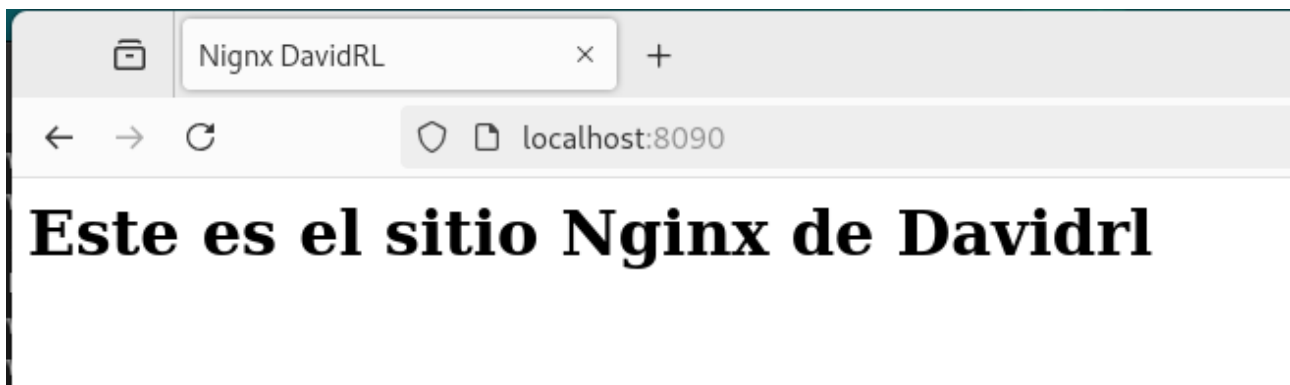 Nignx DavidRL
localhost:8090
Este es el sitio Nginx de Davidrl